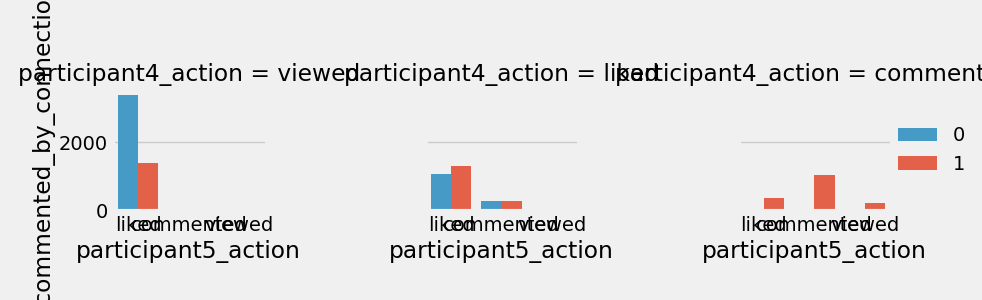 commented_by_connectio
participant4_action = viewed
participant4_action = liked
participant4_action = comment
2000
0
liked
commented
viewed
participant5_action
liked
commented
viewed
participant5_action
liked
commented
viewed
participant5_action
0
1